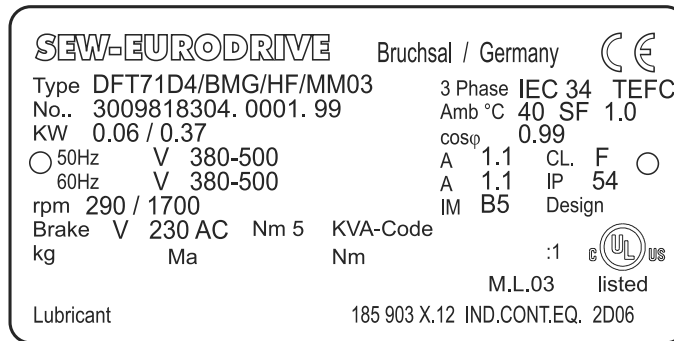 SEW-EURODRIVE Bruchsal / Germany CE
Type DFT71D4/BMG/HF/MM03 3 Phase IEC 34 TEFC
No.. 3009818304. 0001. 99 Amb °C 40 SF 1.0
KW 0.06 / 0.37 cosφ 0.99
50Hz V 380-500 A 1.1 CL. F
60Hz V 380-500 A 1.1 IP 54
rpm 290 / 1700 IM B5 Design
Brake V 230 AC Nm 5 KVA-Code
kg Ma Nm :1 C UL US
M.L.03 listed
Lubricant 185 903 X.12 IND.CONT.EQ. 2D06